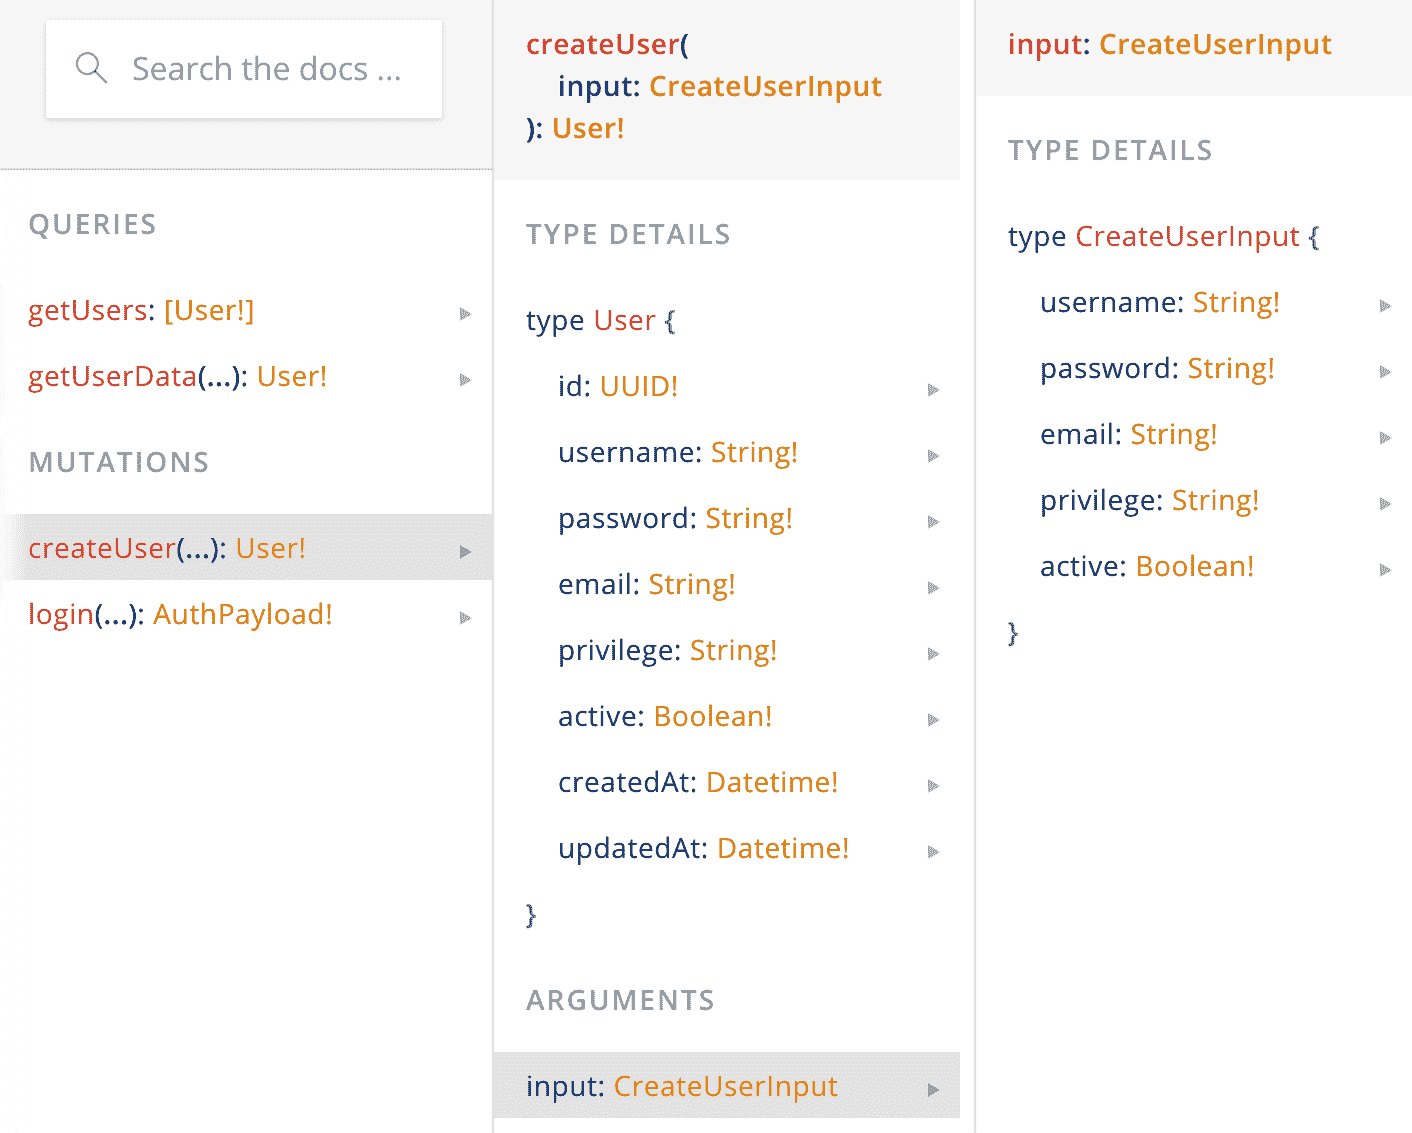 Search the docs ...
QUERIES
getUsers: [User!]
getUserData(...): User!
MUTATIONS
createUser(...): User!
login(...): AuthPayload!
createUser(
input: CreateUserInput
): User!
TYPE DETAILS
type User {
id: UUID!
username: String!
password: String!
email: String!
privilege: String!
active: Boolean!
createdAt: Datetime!
updatedAt: Datetime!
}
ARGUMENTS
input: CreateUserInput
input: CreateUserInput
TYPE DETAILS
type CreateUserInput {
username: String!
password: String!
email: String!
privilege: String!
active: Boolean!
}